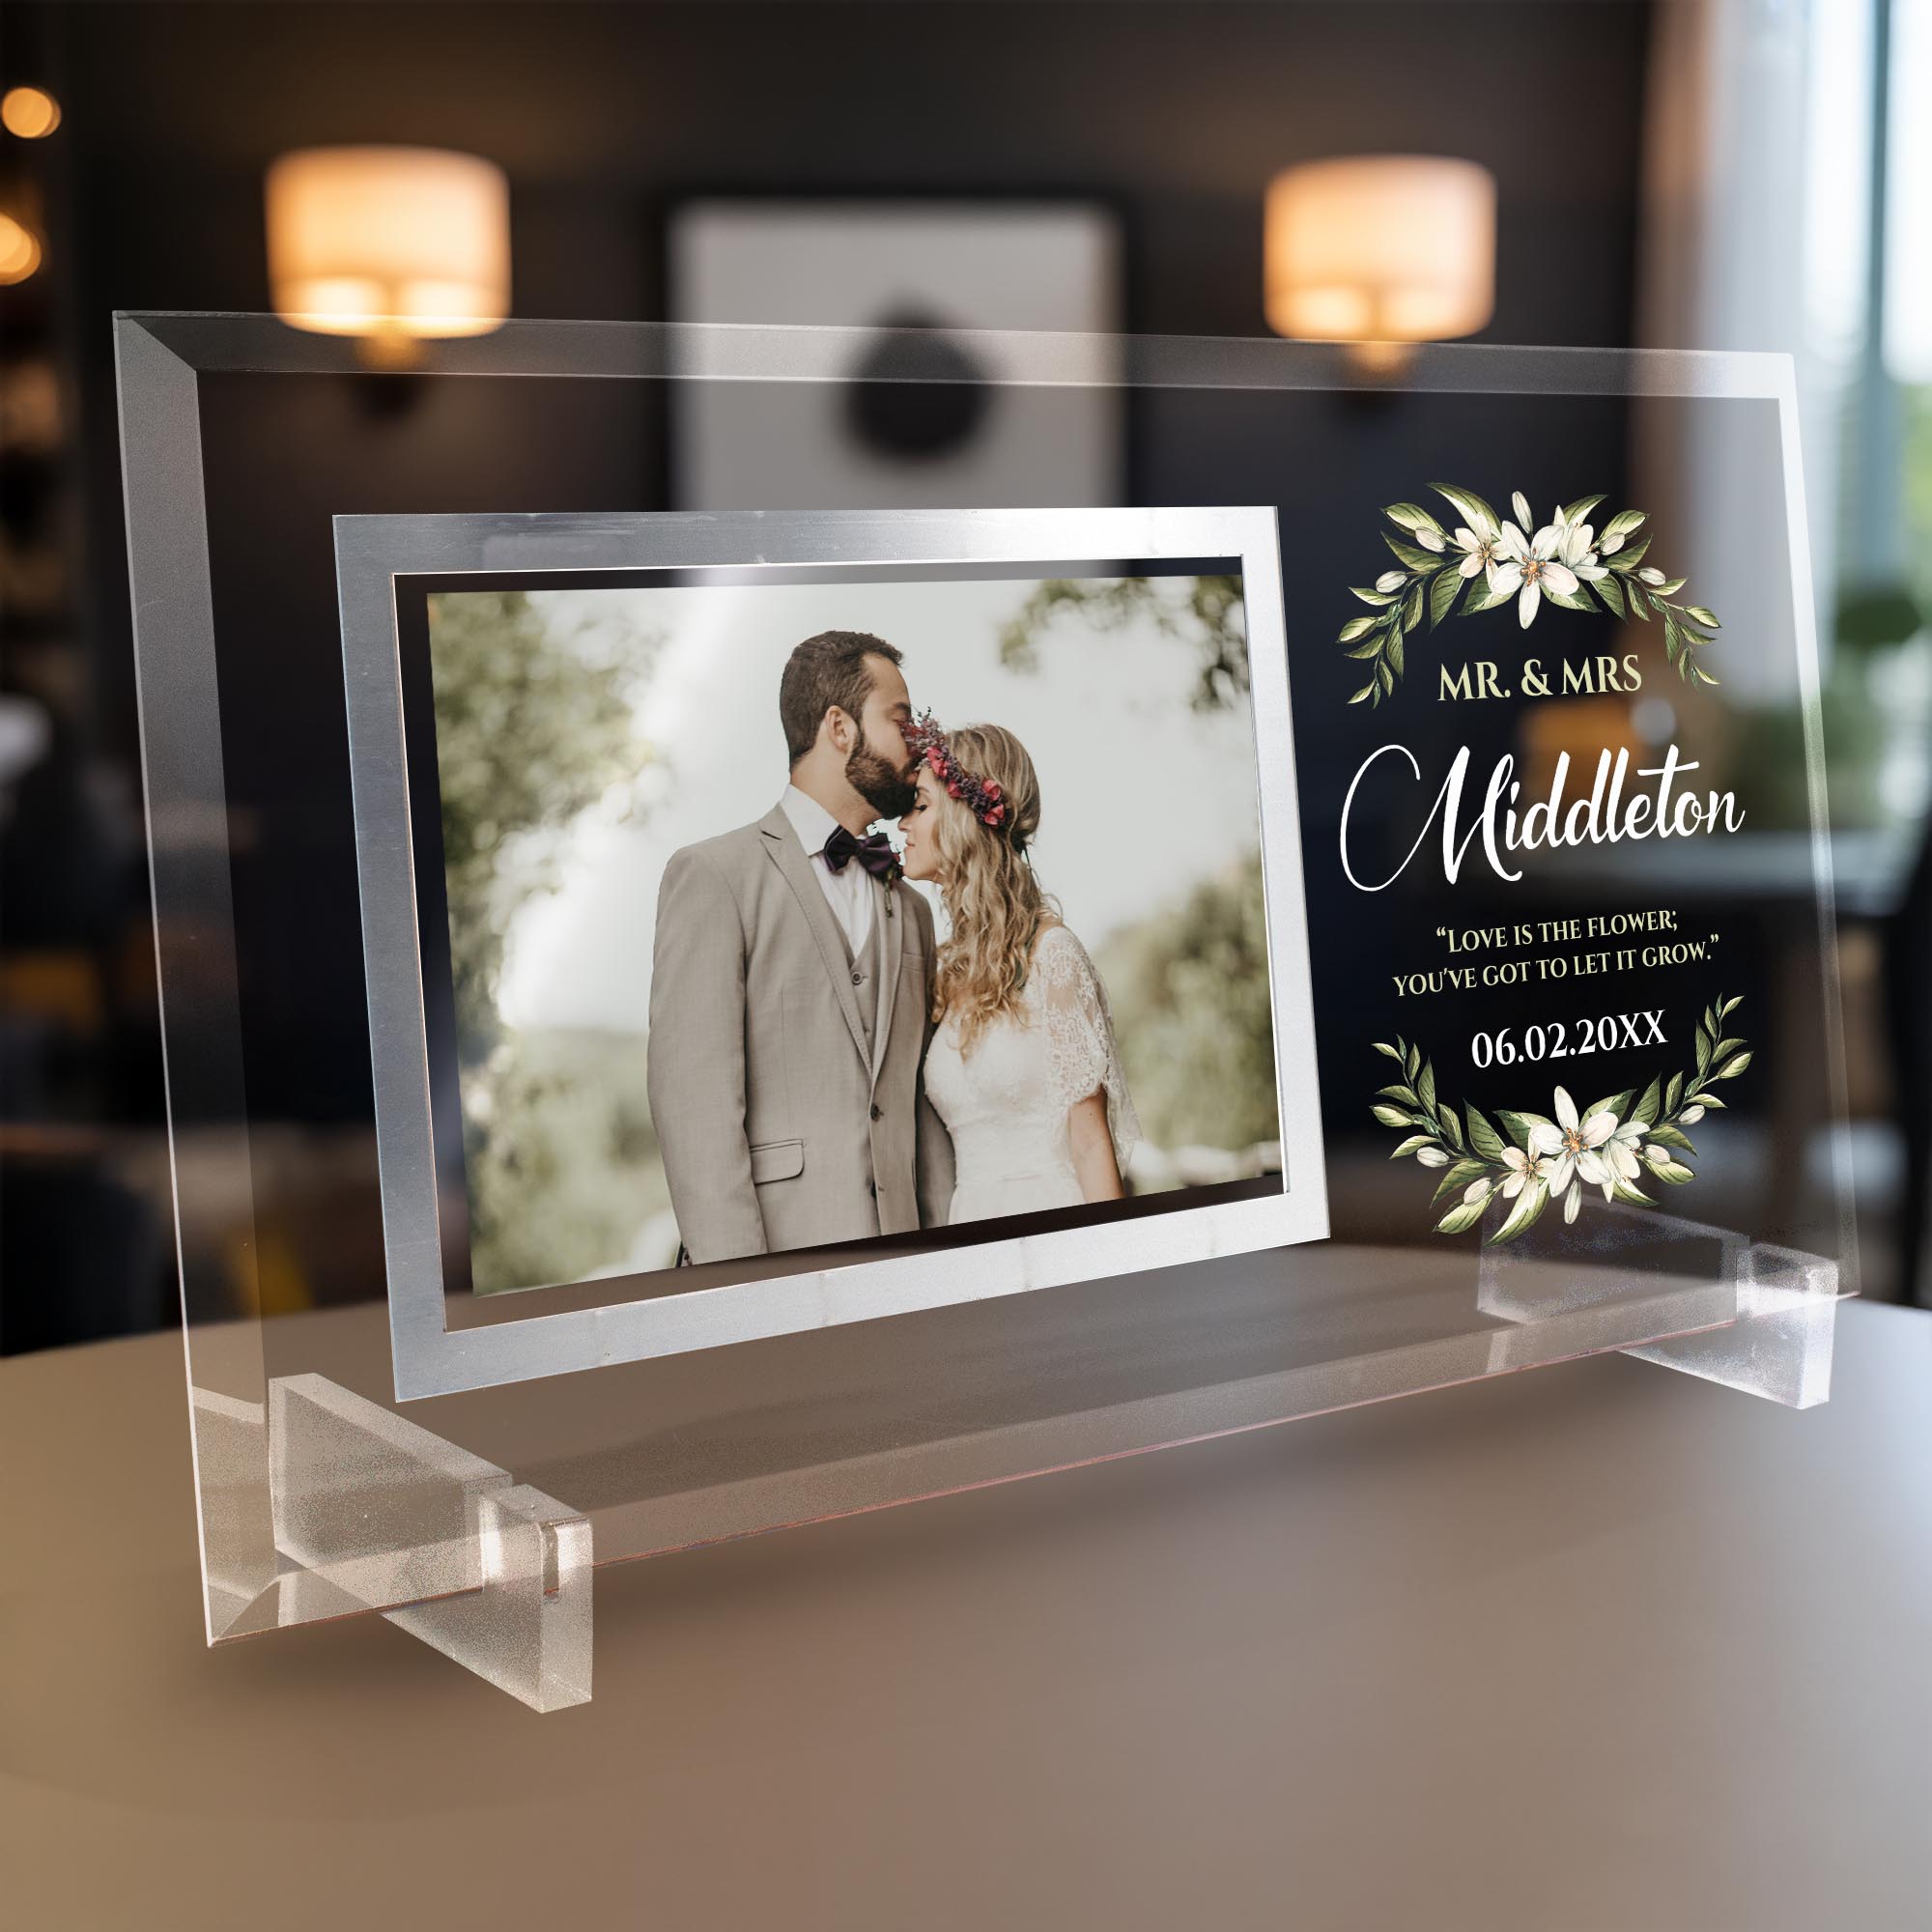 MR. & MRS
Middleton
“LOVE IS THE FLOWER;
YOU'VE GOT TO LET IT GROW.”
06.02.20XX